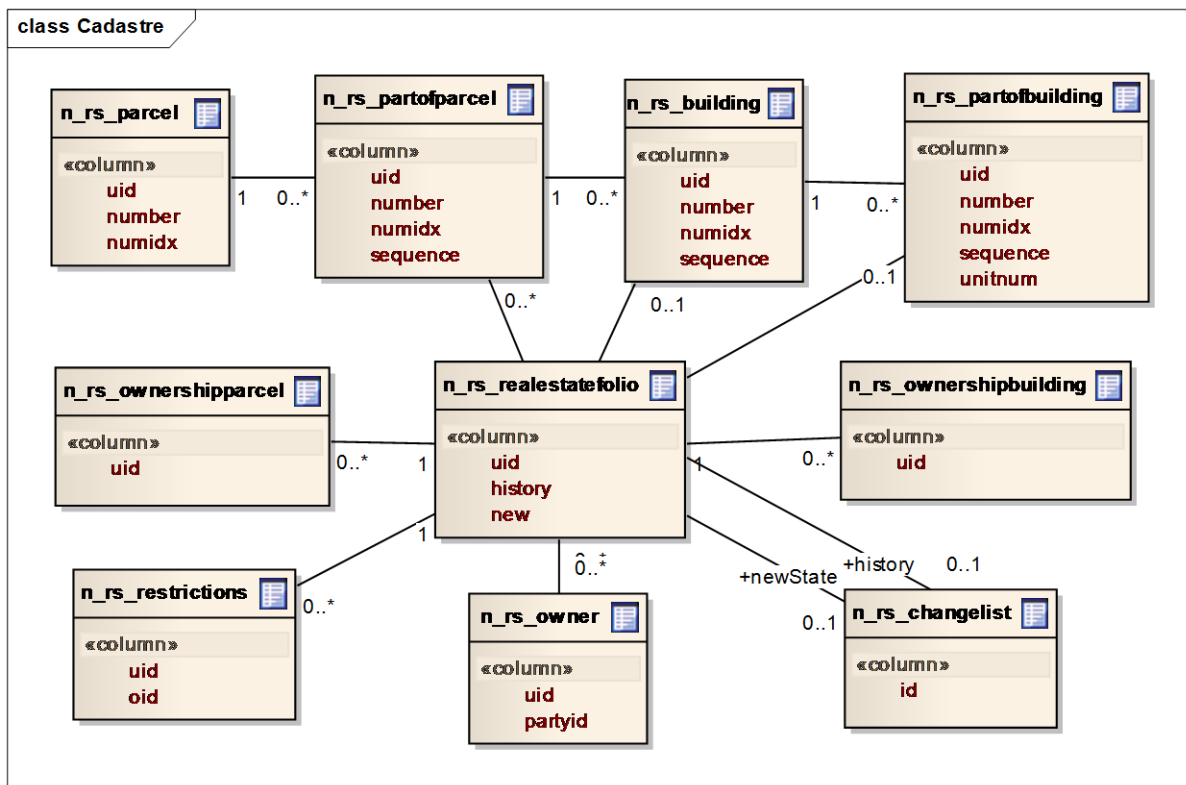 class Cadastre
n_rs_parcel
«column»
uid
number
numidx
1
0..*
n_rs_partofparcel
«column»
uid
number
numidx
sequence
1
0..*
n_rs_building
«column»
uid
number
numidx
sequence
1
0..*
n_rs_partofbuilding
«column»
uid
number
numidx
sequence
unitnum
0..*
0..1
0..1
n_rs_ownershipparcel
«column»
uid
0..*
1
n_rs_realestatefolio
«column»
uid
history
new
1
0..*
n_rs_ownershipbuilding
«column»
uid
1
0..*
n_rs_restrictions
«column»
uid
oid
0..*
n_rs_owner
«column»
uid
partyid
+newState
0..1
+history
0..1
n_rs_changelist
«column»
id